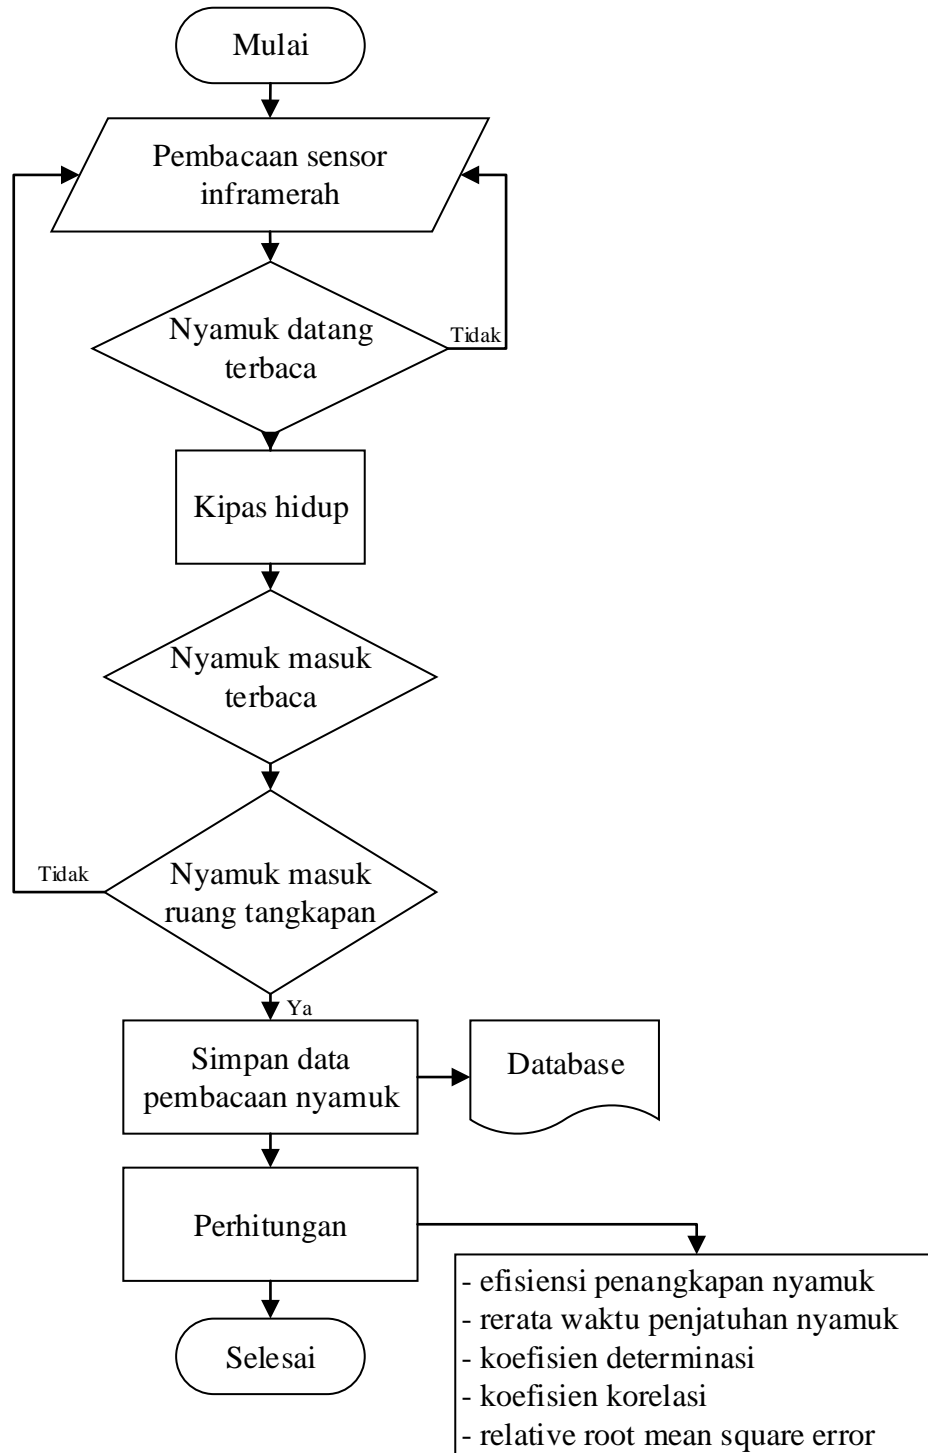 Mulai
Pembacaan sensor
inframerah
Nyamuk datang
terbaca
Tidak
Kipas hidup
Nyamuk masuk
terbaca
Tidak
Nyamuk masuk
ruang tangkapan
Ya
Simpan data
pembacaan nyamuk
Database
Perhitungan
- efisiensi penangkapan nyamuk
- rerata waktu penjatuhan nyamuk
- koefisien determinasi
- koefisien korelasi
- relative root mean square error
Selesai